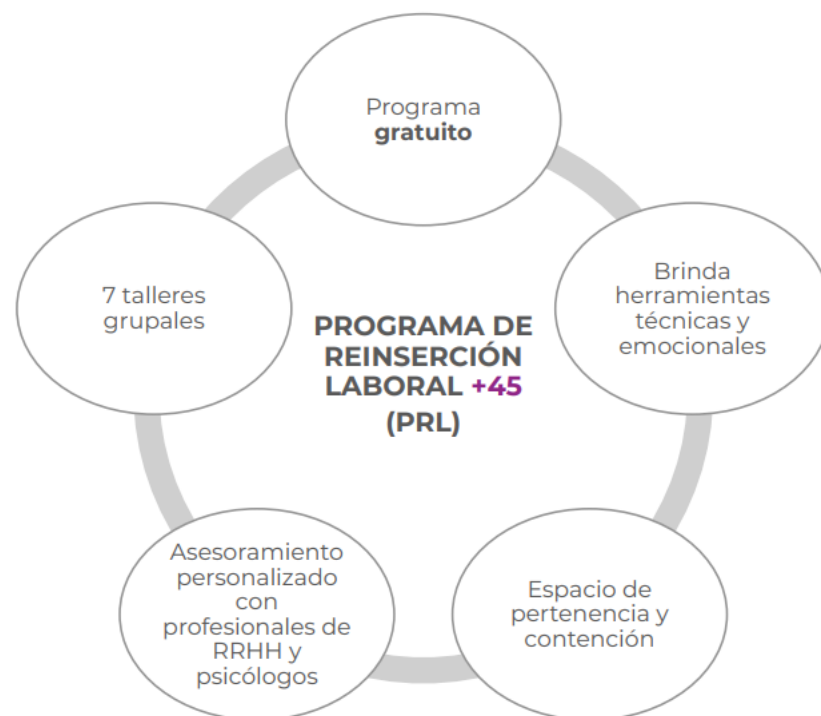 Programa
gratuito
Brinda
herramientas
técnicas y
emocionales
7 talleres
grupales
PROGRAMA DE
REINSERCIÓN
LABORAL +45
(PRL)
Asesoramiento
personalizado
con
profesionales de
RRHH y
psicólogos
Espacio de
pertenencia y
contención